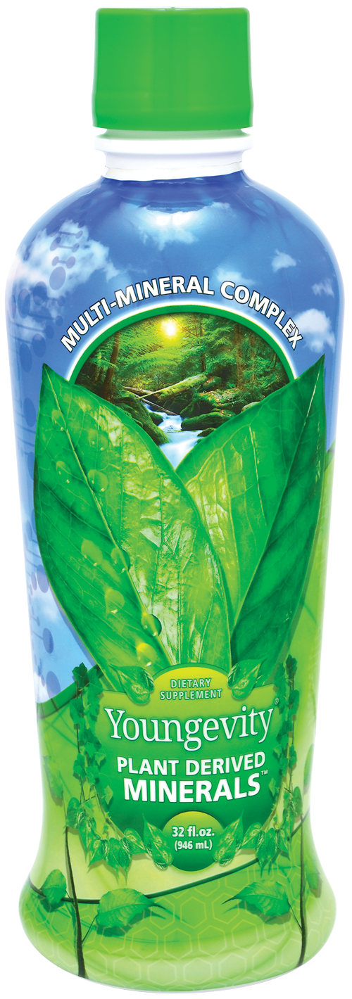 MULTI-MINERAL COMPLEX
DIETARY
SUPPLEMENT
Youngevity®
PLANT DERIVED
MINERALS™
32 fl.oz.
(946 mL)